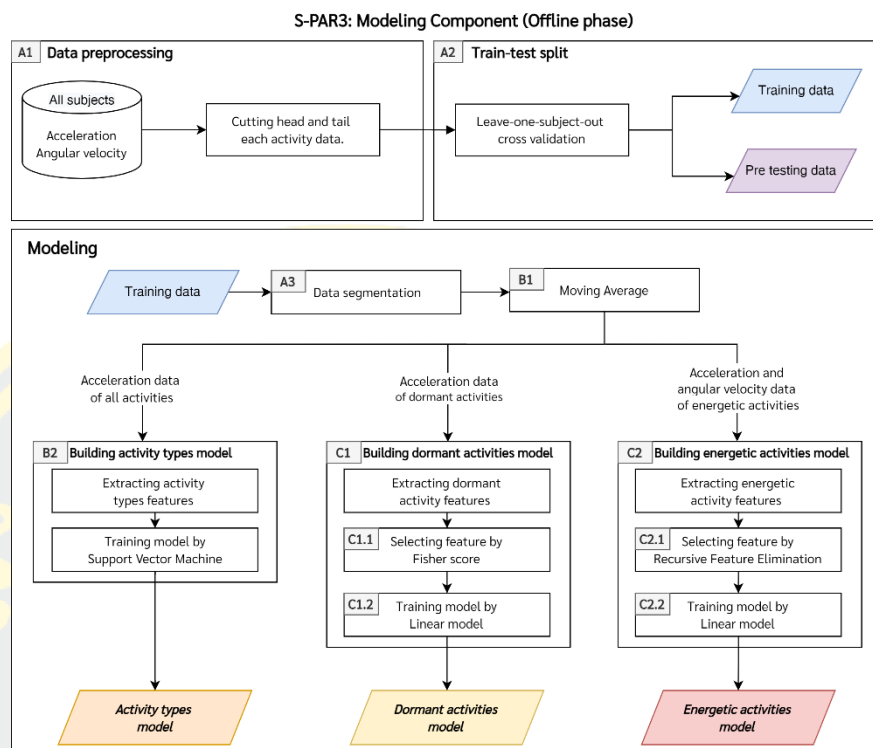 S-PAR3: Modeling Component (Offline phase)
A1 Data preprocessing
All subjects
Acceleration
Angular velocity
Cutting head and tail
each activity data.
A2 Train-test split
Leave-one-subject-out
cross validation
Training data
Pre testing data
Modeling
Training data
A3
Data segmentation
B1
Moving Average
Acceleration data
of all activities
Acceleration data
of dormant activities
Acceleration and
angular velocity data
of energetic activities
B2 Building activity types model
Extracting activity
types features
Training model by
Support Vector Machine
Activity types
model
C1 Building dormant activities model
Extracting dormant
activity features
C1.1 Selecting feature by
Fisher score
C1.2 Training model by
Linear model
Dormant activities
model
C2 Building energetic activities model
Extracting energetic
activity features
C2.1 Selecting feature by
Recursive Feature Elimination
C2.2 Training model by
Linear model
Energetic activities
model